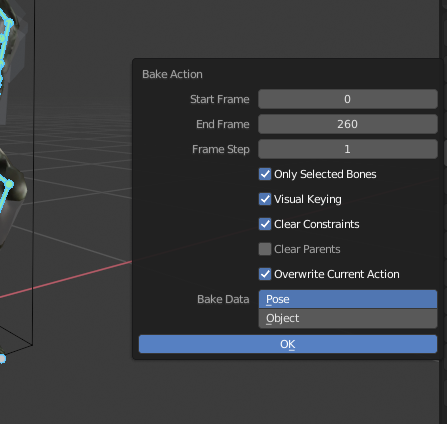 Bake Action
Start Frame 0
End Frame 260
Frame Step 1
Only Selected Bones
Visual Keying
Clear Constraints
Clear Parents
Overwrite Current Action
Bake Data Pose
Object
OK